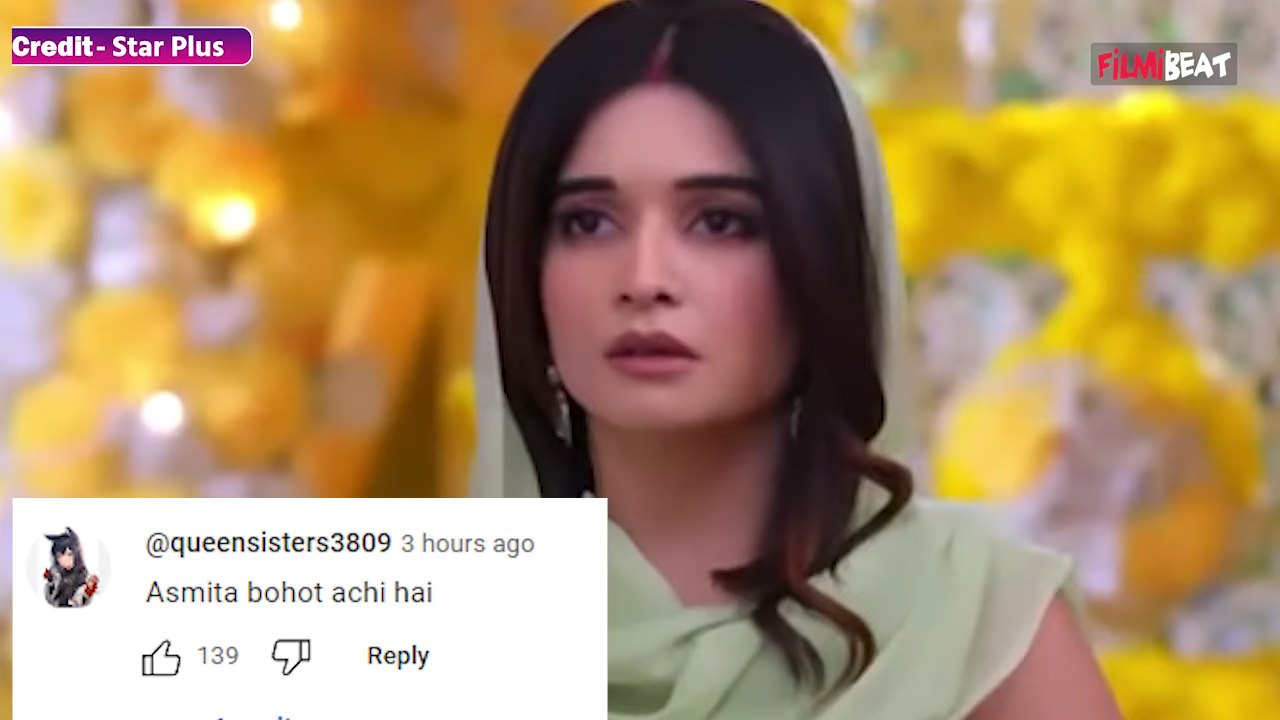 Credit - Star Plus
FiLMiBEAT
@queensisters3809 3 hours ago
Asmita bohot achi hai
139 Reply